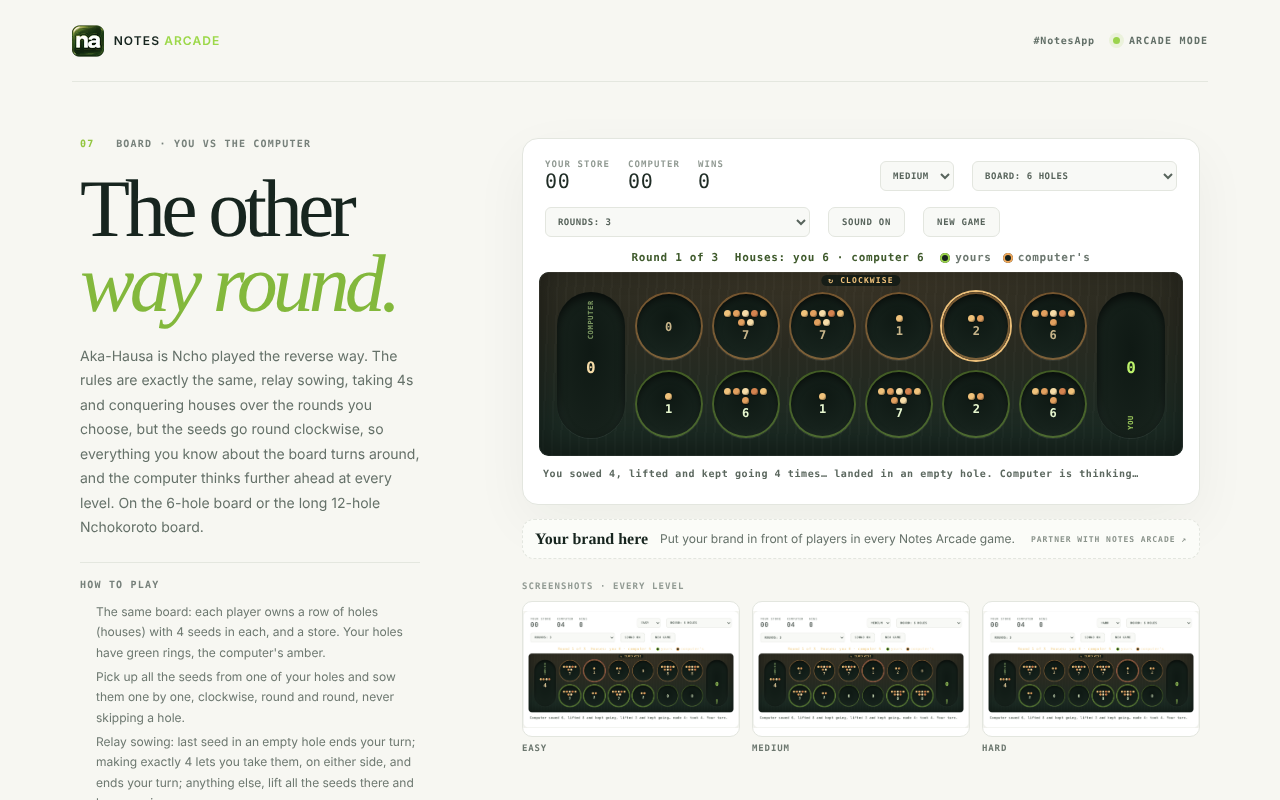 na NOTES ARCADE
#NotesApp ARCADE MODE
07 BOARD · YOU VS THE COMPUTER
The other
way round.
Aka-Hausa is Ncho played the reverse way. The
rules are exactly the same, relay sowing, taking 4s
and conquering houses over the rounds you
choose, but the seeds go round clockwise, so
everything you know about the board turns around,
and the computer thinks further ahead at every
level. On the 6-hole board or the long 12-hole
Nchokoroto board.
HOW TO PLAY
The same board: each player owns a row of holes
(houses) with 4 seeds in each, and a store. Your holes
have green rings, the computer's amber.
Pick up all the seeds from one of your holes and sow
them one by one, clockwise, round and round, never
skipping a hole.
Relay sowing: last seed in an empty hole ends your turn;
making exactly 4 lets you take them, on either side, and
ends your turn; anything else, lift all the seeds there and
YOUR STORE COMPUTER WINS
00 00 0
MEDIUM BOARD: 6 HOLES
ROUNDS: 3 SOUND ON NEW GAME
Round 1 of 3 Houses: you 6 · computer 6 yours computer's
↻ CLOCKWISE
COMPUTER
0
0 7 7 1 2 6
1 6 1 7 2 6
0
YOU
You sowed 4, lifted and kept going 4 times… landed in an empty hole. Computer is thinking…
Your brand here Put your brand in front of players in every Notes Arcade game. PARTNER WITH NOTES ARCADE ↗
SCREENSHOTS · EVERY LEVEL
EASY
MEDIUM
HARD